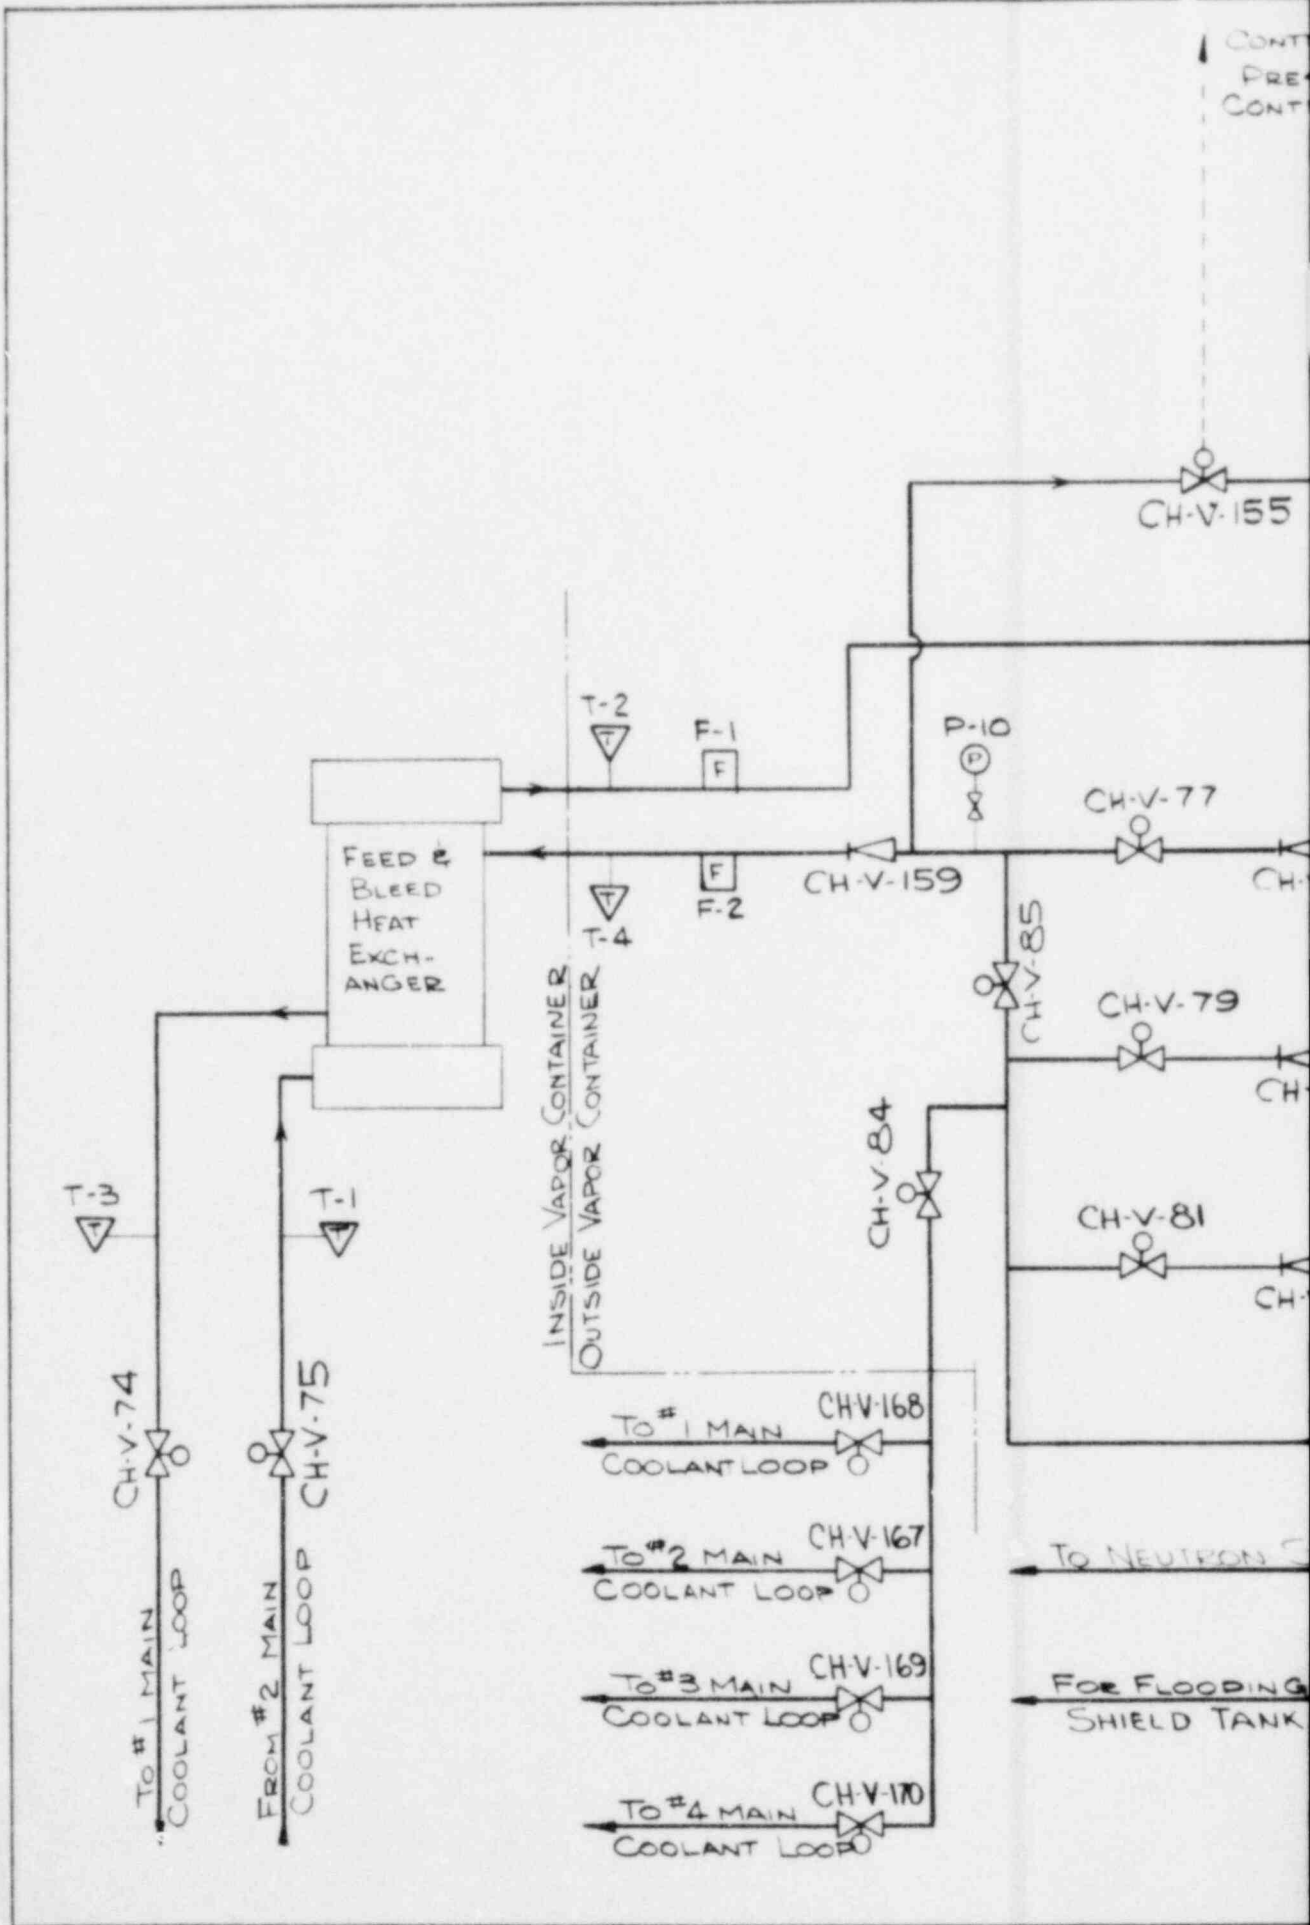 CONT
PRE
CONT
CH-V-155
T-2
F-1
P-10
T
F
P
CH-V-77
FEED &
BLEED
HEAT
EXCH-
ANGER
F
CH-V-159
CH-
T
F-2
T-4
CH-V-85
CH-V-79
CH-
INSIDE VAPOR CONTAINER
OUTSIDE VAPOR CONTAINER
CH-V-84
T-3
T-1
T
T
CH-V-81
CH-
CH-V-74
CH-V-75
CH-V-168
TO #1 MAIN
COOLANT LOOP
CH-V-167
TO #2 MAIN
COOLANT LOOP
TO NEUTRON S
TO #1 MAIN
COOLANT LOOP
FROM #2 MAIN
COOLANT LOOP
CH-V-169
TO #3 MAIN
COOLANT LOOP
FOR FLOODING
SHIELD TANK
CH-V-170
TO #4 MAIN
COOLANT LOOP